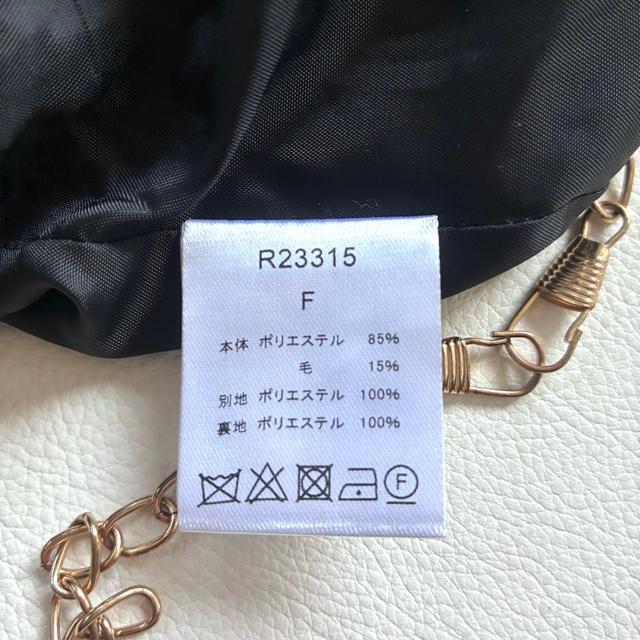 R23315
F
本体 ポリエステル 85%
毛 15%
別地 ポリエステル 100%
裏地 ポリエステル 100%
F